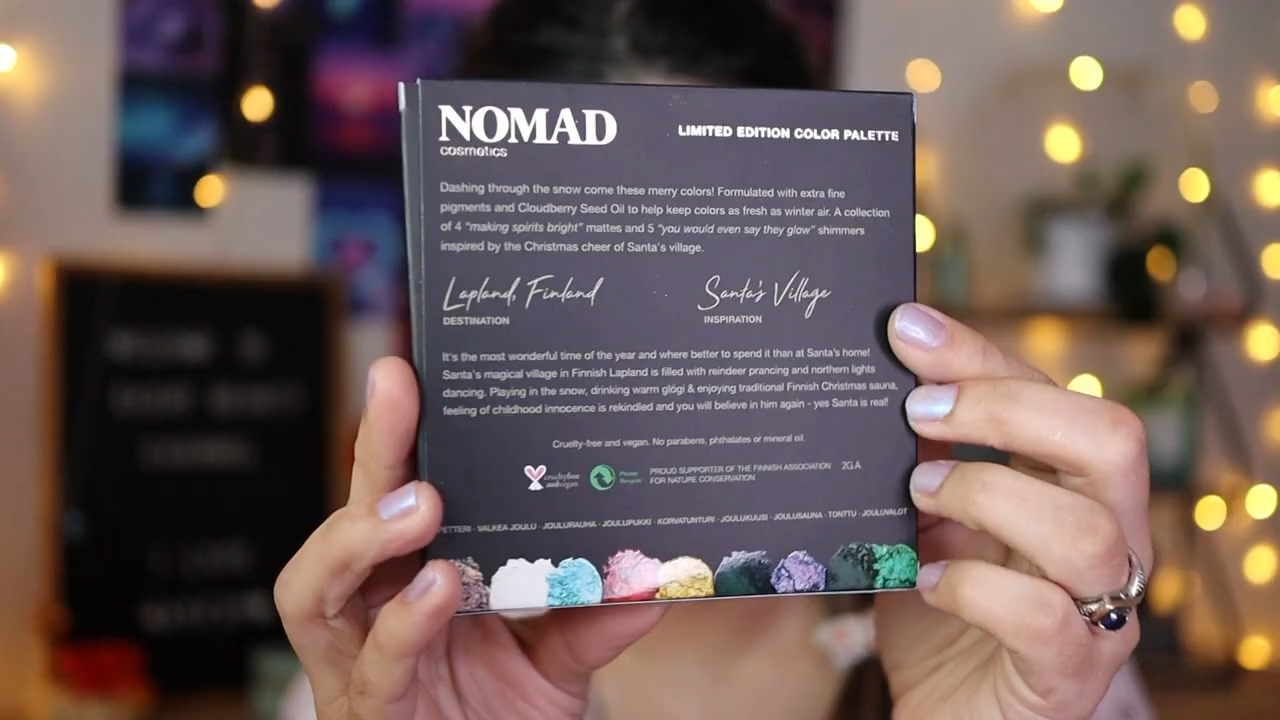 NOMAD
cosmetics
LIMITED EDITION COLOR PALETTE
Dashing through the snow come these merry colors! Formulated with extra fine
pigments and Cloudberry Seed Oil to help keep colors as fresh as winter air. A collection
of 4 "making spirits bright" mattes and 5 "you would even say they glow" shimmers
inspired by the Christmas cheer of Santa's village.
Lapland, Finland
DESTINATION
Santa's Village
INSPIRATION
It's the most wonderful time of the year and where better to spend it than at Santa's home!
Santa's magical village in Finnish Lapland is filled with reindeer prancing and northern lights
dancing. Playing in the snow, drinking warm glögi & enjoying traditional Finnish Christmas sauna,
feeling of childhood innocence is rekindled and you will believe in him again - yes Santa is real!
Cruelty-free and vegan. No parabens, phthalates or mineral oil.
crueltyfree
andvegan
Please
Recycle
PROUD SUPPORTER OF THE FINNISH ASSOCIATION
FOR NATURE CONSERVATION
2G A
PETTERI · VALKEA JOULU · JOULURAUHA · JOULUPUKKI · KORVATUNTURI · JOULUKUUSI · JOULUSAUNA · TONTTU · JOULUVALOT